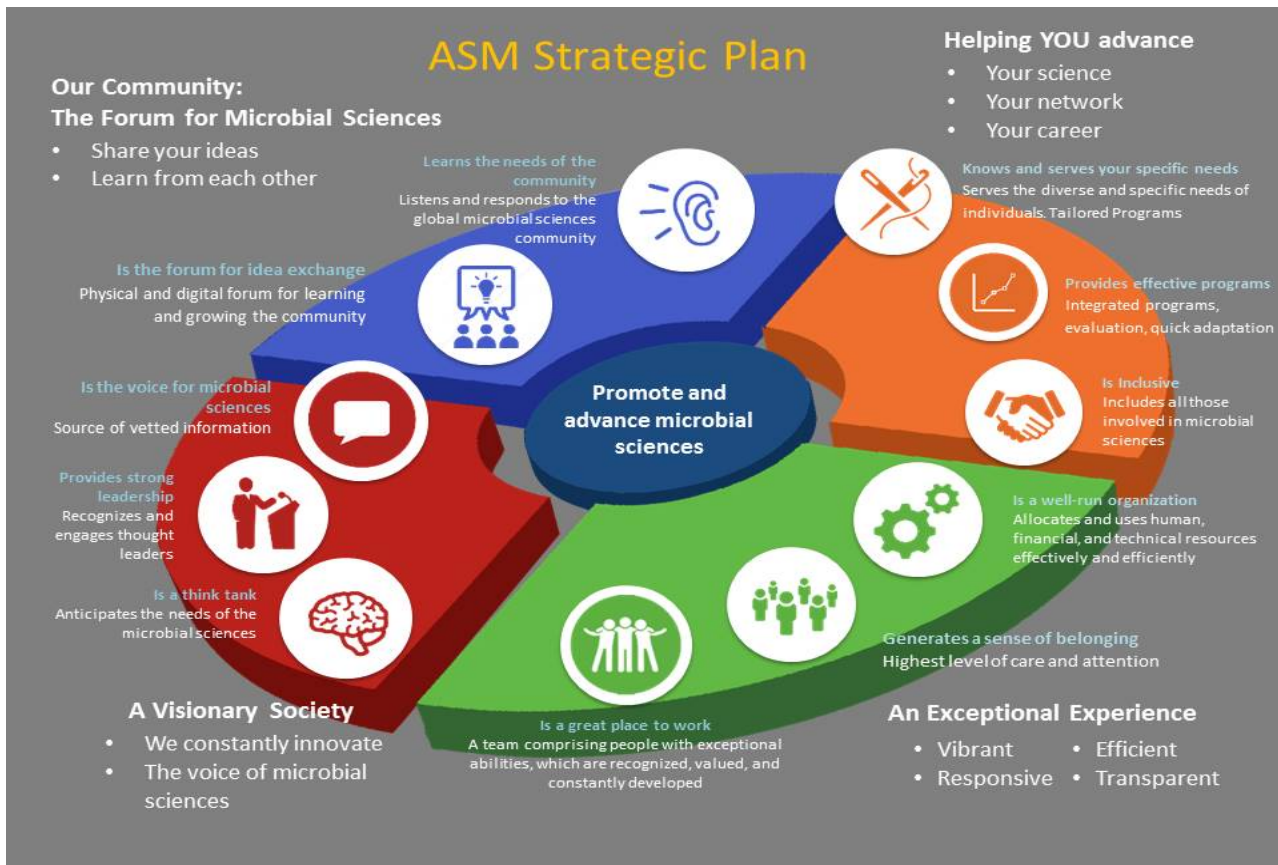 ASM Strategic Plan
Our Community:
The Forum for Microbial Sciences
• Share your ideas
• Learn from each other
Helping YOU advance
• Your science
• Your network
• Your career
Learns the needs of the
community
Listens and responds to the
global microbial sciences
community
Is the forum for idea exchange
Physical and digital forum for learning
and growing the community
Knows and serves your specific needs
Serves the diverse and specific needs of
individuals. Tailored Programs
Provides effective programs
Integrated programs,
evaluation, quick adaptation
Is Inclusive
Includes all those
involved in microbial
sciences
Promote and
advance microbial
sciences
Is the voice for microbial
sciences
Source of vetted information
Provides strong
leadership
Recognizes and
engages thought
leaders
Is a think tank
Anticipates the needs of the
microbial sciences
Is a well-run organization
Allocates and uses human,
financial, and technical resources
effectively and efficiently
Generates a sense of belonging
Highest level of care and attention
Is a great place to work
A team comprising people with exceptional
abilities, which are recognized, valued, and
constantly developed
A Visionary Society
• We constantly innovate
• The voice of microbial
sciences
An Exceptional Experience
• Vibrant • Efficient
• Responsive • Transparent